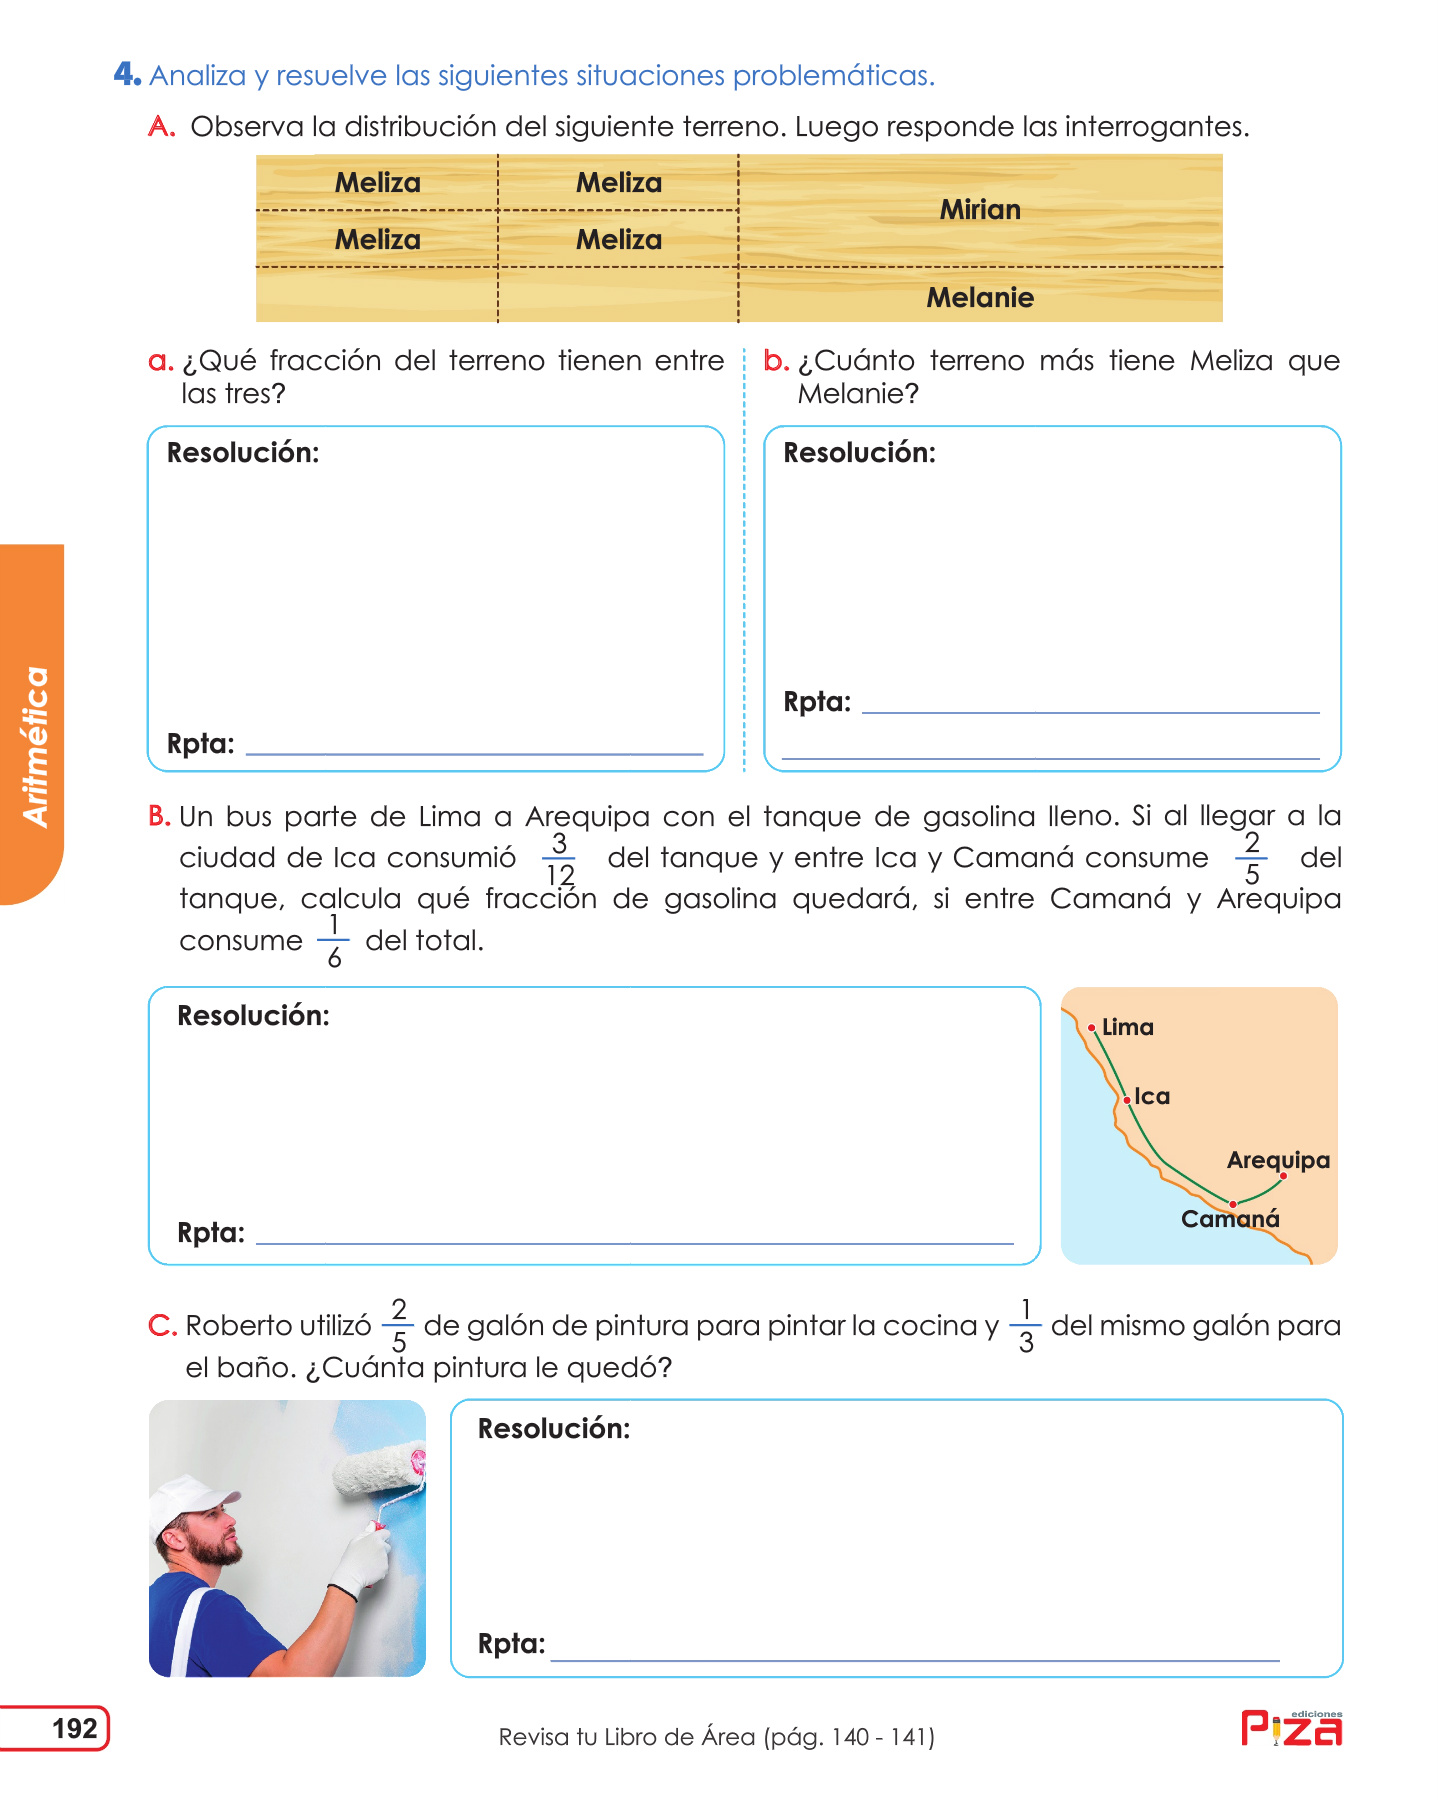 4. Analiza y resuelve las siguientes situaciones problemáticas.
A. Observa la distribución del siguiente terreno. Luego responde las interrogantes.
Meliza Meliza
Mirian
Meliza Meliza
Melanie
a. ¿Qué fracción del terreno tienen entre
las tres?
Resolución:
Rpta:
b. ¿Cuánto terreno más tiene Meliza que
Melanie?
Resolución:
Rpta:
Aritmética
B. Un bus parte de Lima a Arequipa con el tanque de gasolina lleno. Si al llegar a la
ciudad de Ica consumió 3/12 del tanque y entre Ica y Camaná consume 2/5 del
tanque, calcula qué fracción de gasolina quedará, si entre Camaná y Arequipa
consume 1/6 del total.
Resolución:
Rpta:
Lima
Ica
Arequipa
Camaná
C. Roberto utilizó 2/5 de galón de pintura para pintar la cocina y 1/3 del mismo galón para
el baño. ¿Cuánta pintura le quedó?
Resolución:
Rpta:
192
Revisa tu Libro de Área (pág. 140 - 141)
ediciones
Piza